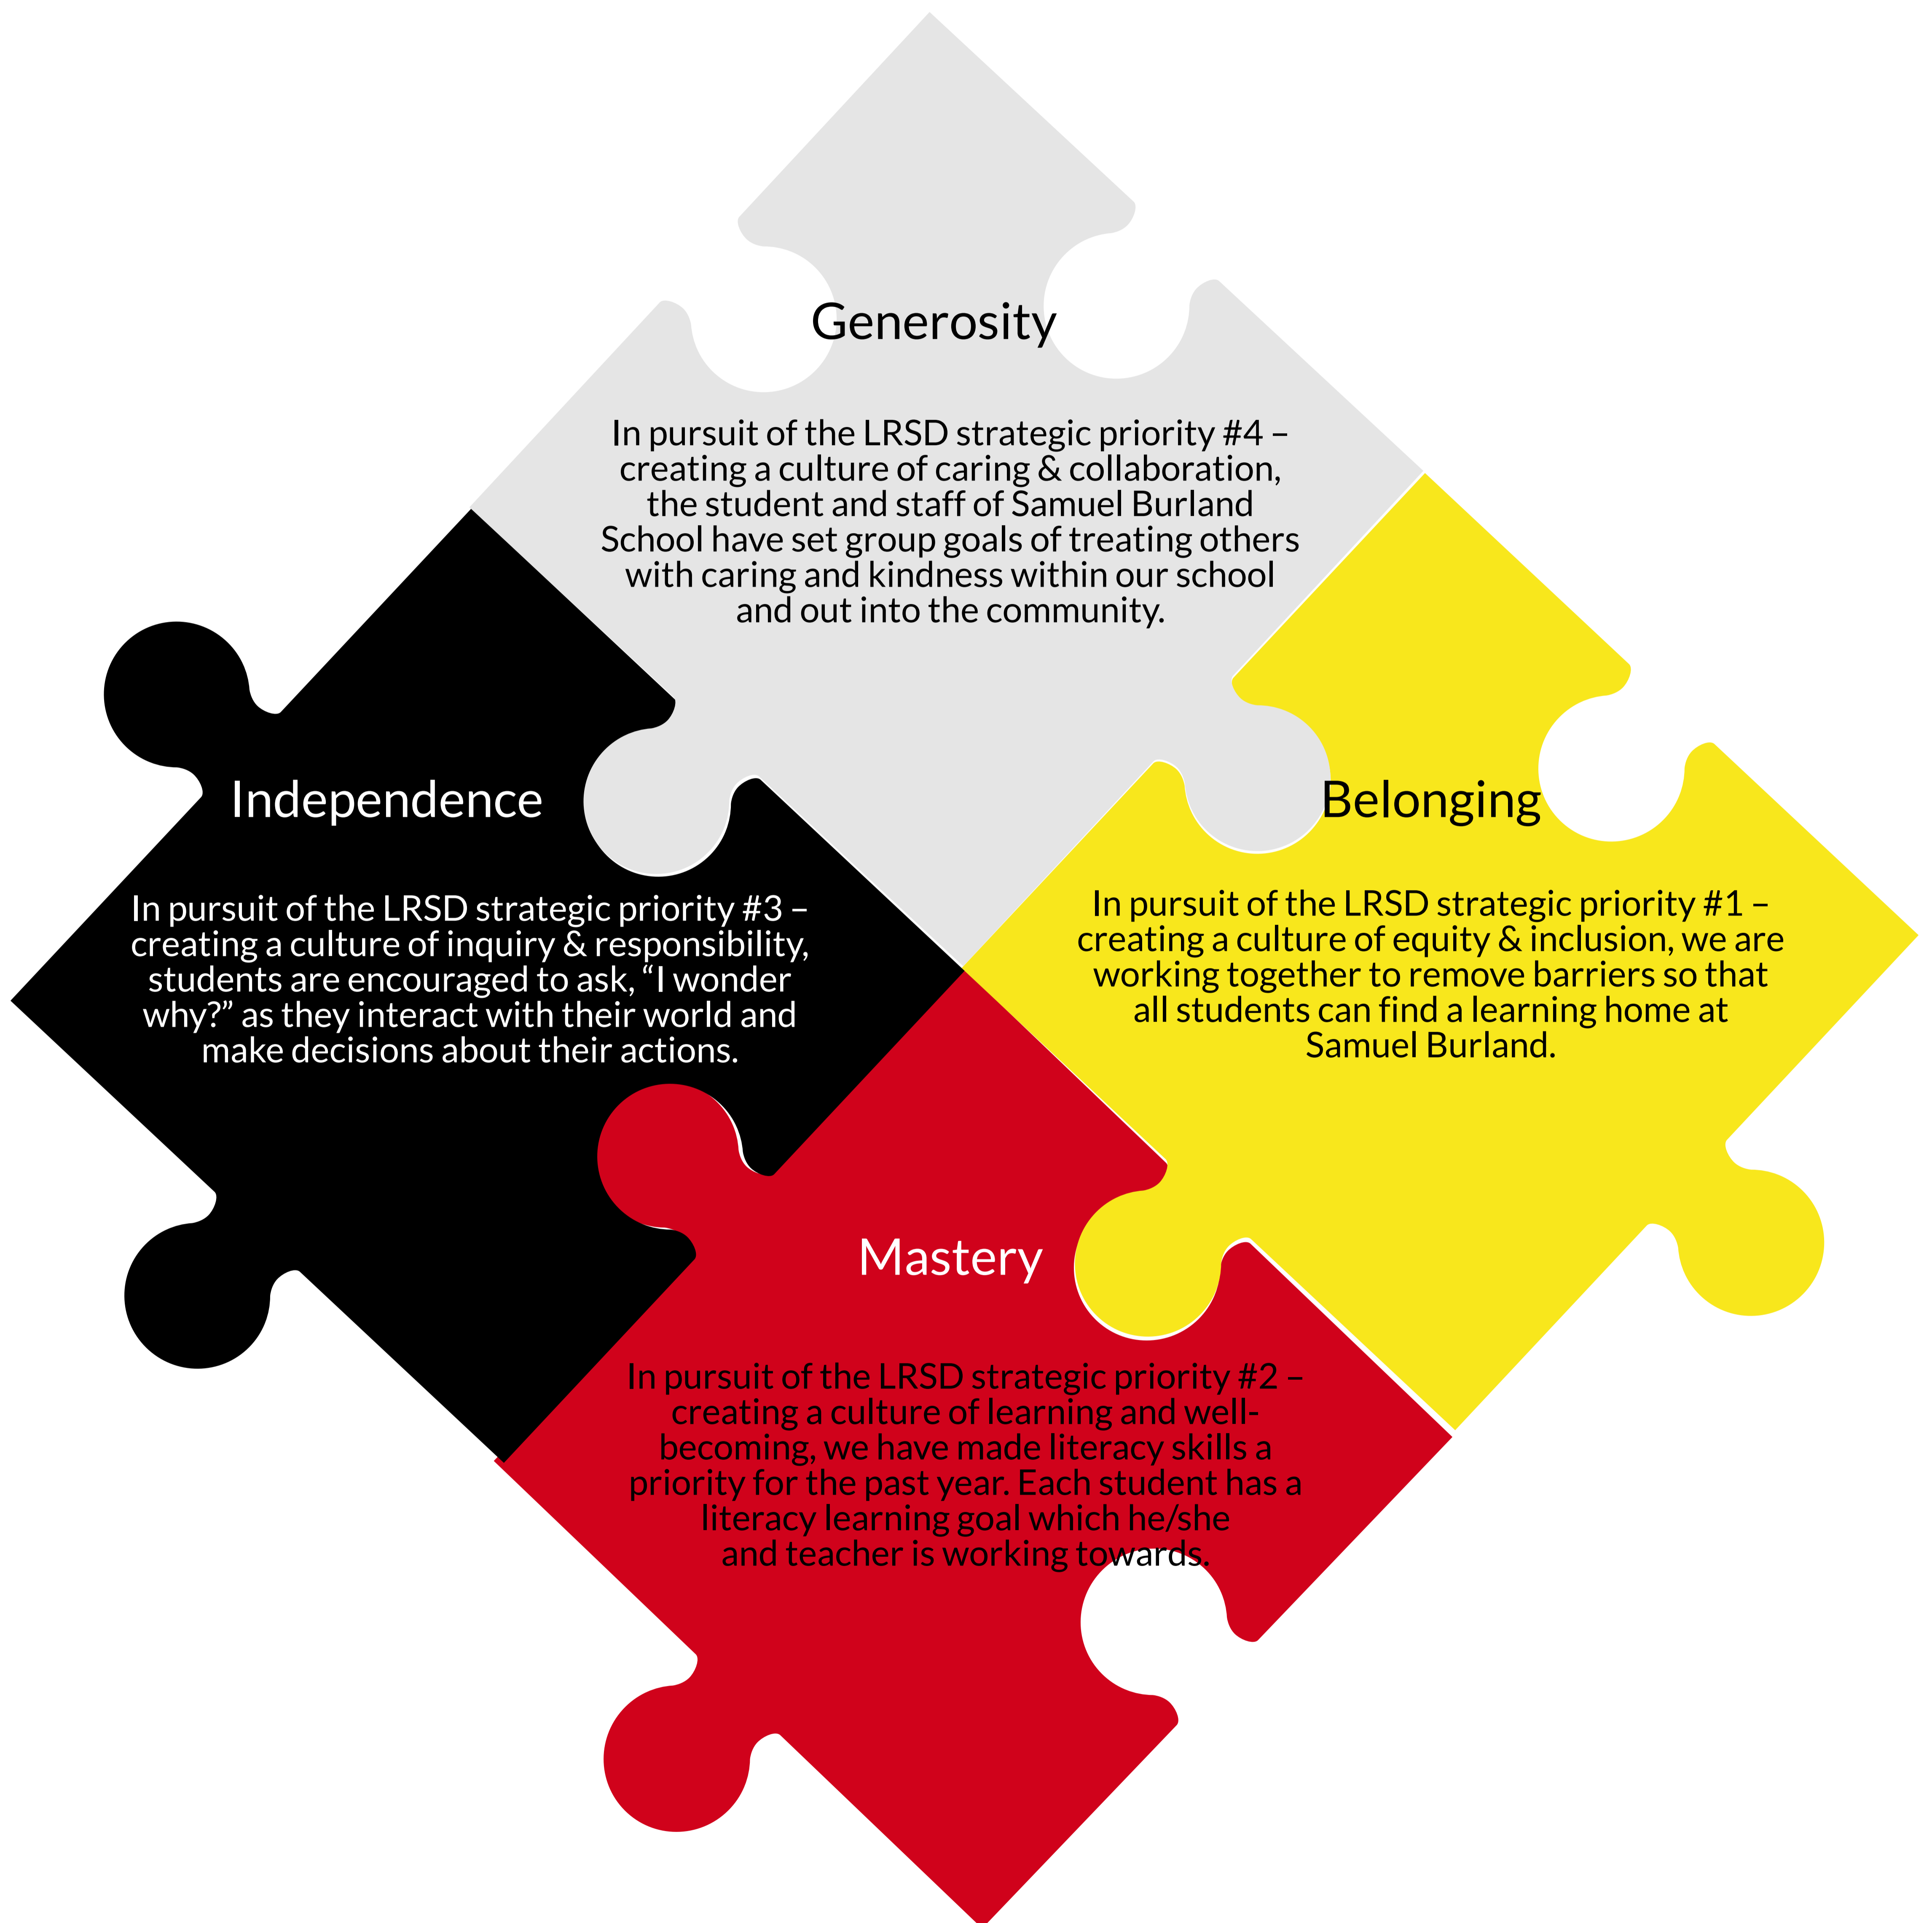 Generosity
In pursuit of the LRSD strategic priority #4 –
creating a culture of caring & collaboration,
the student and staff of Samuel Burland
School have set group goals of treating others
with caring and kindness within our school
and out into the community.
Independence
In pursuit of the LRSD strategic priority #3 –
creating a culture of inquiry & responsibility,
students are encouraged to ask, “I wonder
why?” as they interact with their world and
make decisions about their actions.
Belonging
In pursuit of the LRSD strategic priority #1 –
creating a culture of equity & inclusion, we are
working together to remove barriers so that
all students can find a learning home at
Samuel Burland.
Mastery
In pursuit of the LRSD strategic priority #2 –
creating a culture of learning and well-
becoming, we have made literacy skills a
priority for the past year. Each student has a
literacy learning goal which he/she
and teacher is working towards.